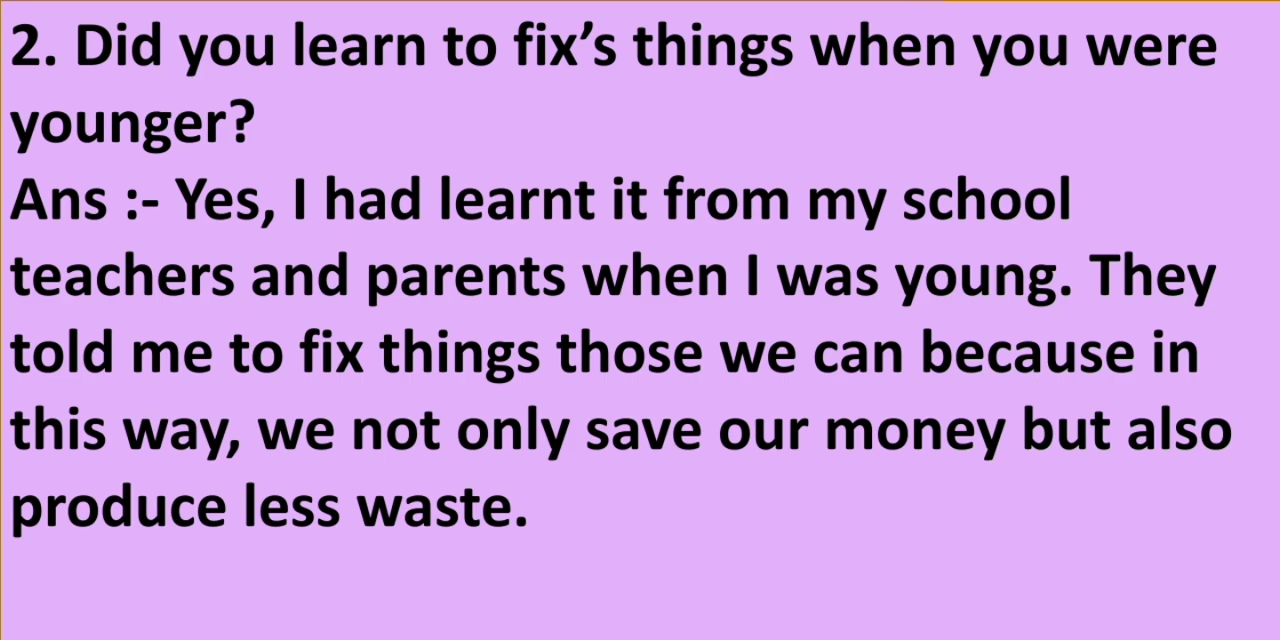 2. Did you learn to fix’s things when you were
younger?
Ans :- Yes, I had learnt it from my school
teachers and parents when I was young. They
told me to fix things those we can because in
this way, we not only save our money but also
produce less waste.